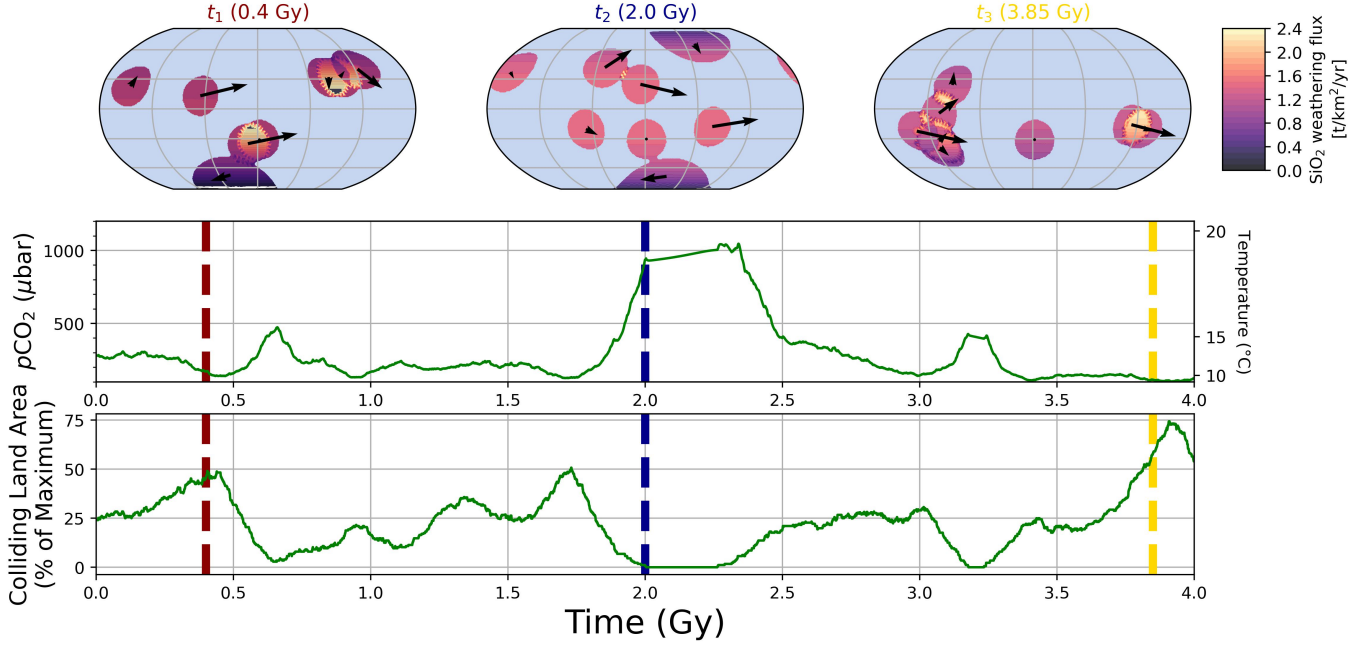 t₁ (0.4 Gy)
t₂ (2.0 Gy)
t₃ (3.85 Gy)
2.4
2.0
1.6
1.2
0.8
0.4
0.0
SiO₂ weathering flux
[t/km²/yr]
pCO₂ (μbar)
1000
500
20
15
10
Temperature (°C)
0.0 0.5 1.0 1.5 2.0 2.5 3.0 3.5 4.0
Colliding Land Area
(% of Maximum)
75
50
25
0
0.0 0.5 1.0 1.5 2.0 2.5 3.0 3.5 4.0
Time (Gy)